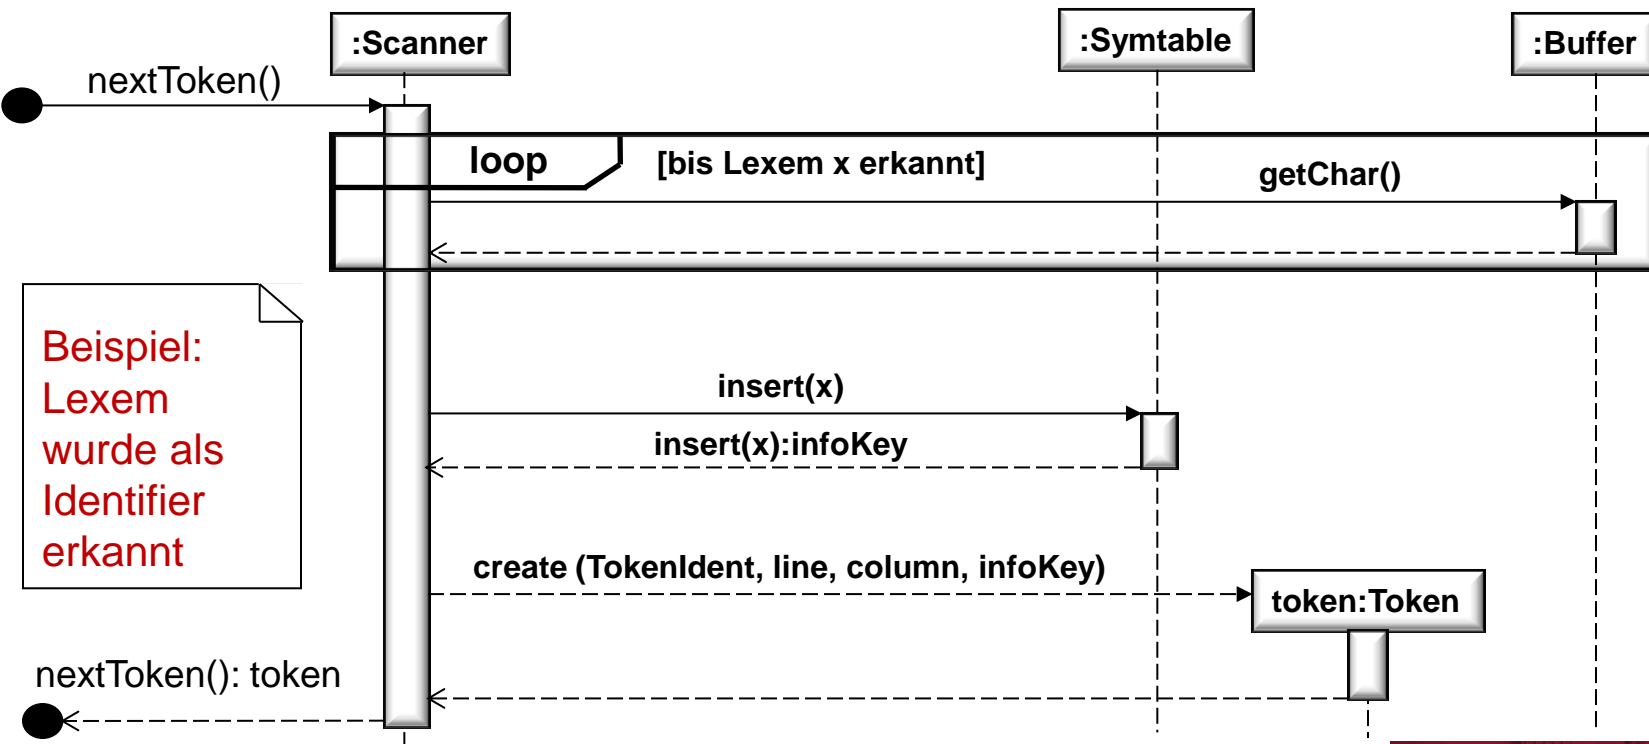 :Scanner
:Symtable
:Buffer
nextToken()
loop
[bis Lexem x erkannt]
getChar()
Beispiel:
Lexem
wurde als
Identifier
erkannt
insert(x)
insert(x):infoKey
create (TokenIdent, line, column, infoKey)
token:Token
nextToken(): token